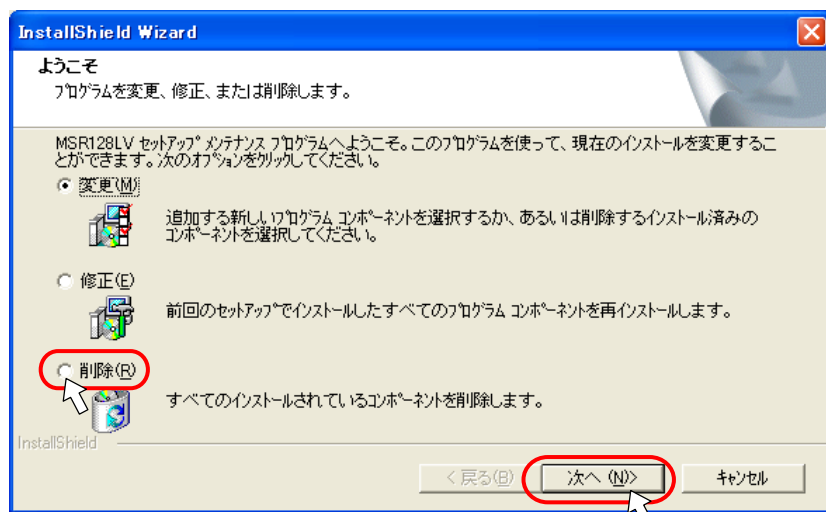 InstallShield Wizard
ようこそ
プログラムを変更、修正、または削除します。
MSR128LV セットアップ メンテナンス プログラムへようこそ。このプログラムを使って、現在のインストールを変更するこ
とができます。次のオプションをクリックしてください。
変更(M)
追加する新しいプログラム コンポーネントを選択するか、あるいは削除するインストール済みの
コンポーネントを選択してください。
修正(E)
前回のセットアップでインストールしたすべてのプログラム コンポーネントを再インストールします。
削除(R)
すべてのインストールされているコンポーネントを削除します。
InstallShield
< 戻る(B)
次へ (N)>
キャンセル